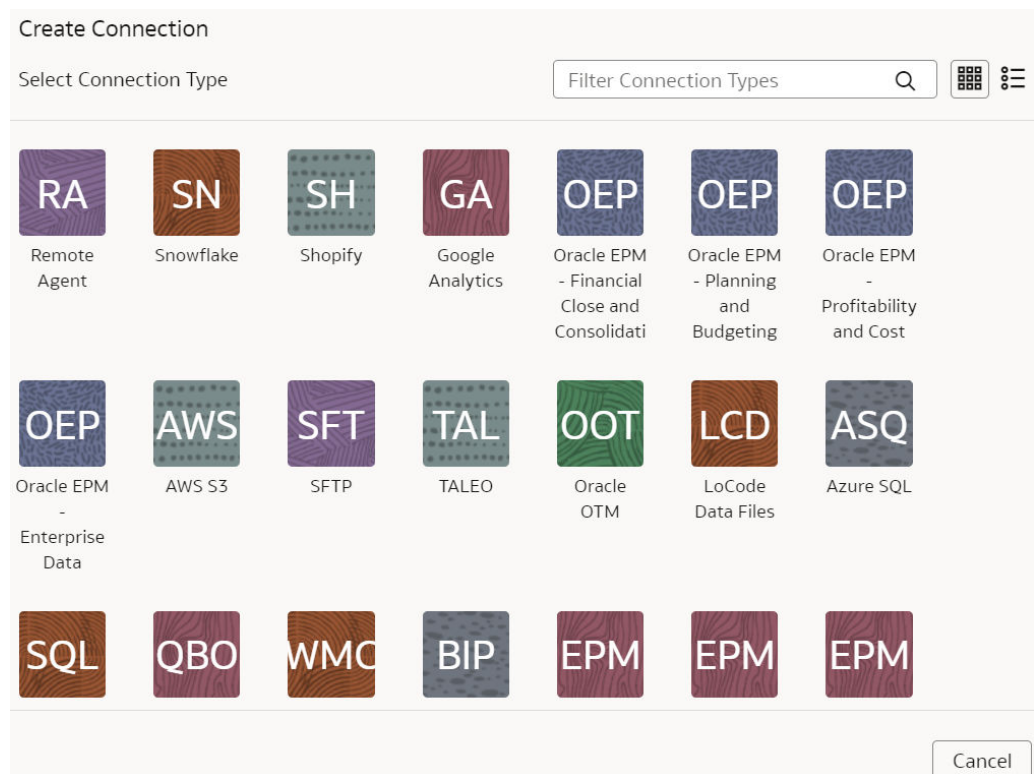 Create Connection
Select Connection Type
Filter Connection Types
RA
SN
SH
GA
OEP
OEP
OEP
Remote
Agent
Snowflake
Shopify
Google
Analytics
Oracle EPM
- Financial
Close and
Consolidati
Oracle EPM
- Planning
and
Budgeting
Oracle EPM
-
Profitability
and Cost
OEP
AWS
SFT
TAL
OOT
LCD
ASQ
Oracle EPM
-
Enterprise
Data
AWS S3
SFTP
TALEO
Oracle
OTM
LoCode
Data Files
Azure SQL
SQL
QBO
WMC
BIP
EPM
EPM
EPM
Cancel